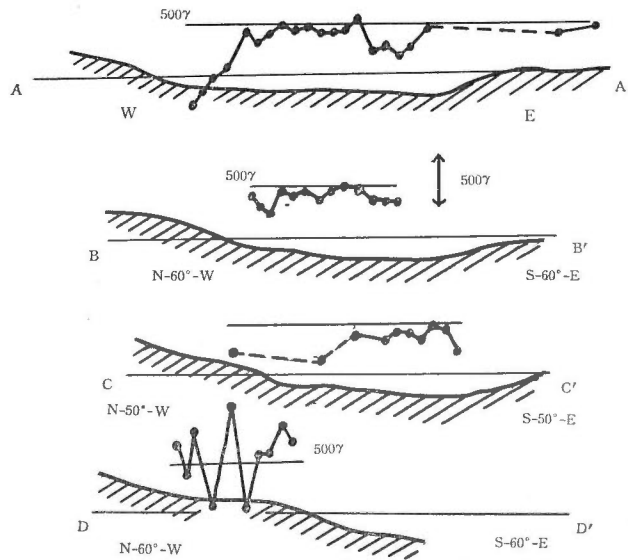 500γ
A A
W E
500γ 500γ
B B′
N-60°-W S-60°-E
C C′
N-50°-W S-50°-E
500γ
D D′
N-60°-W S-60°-E